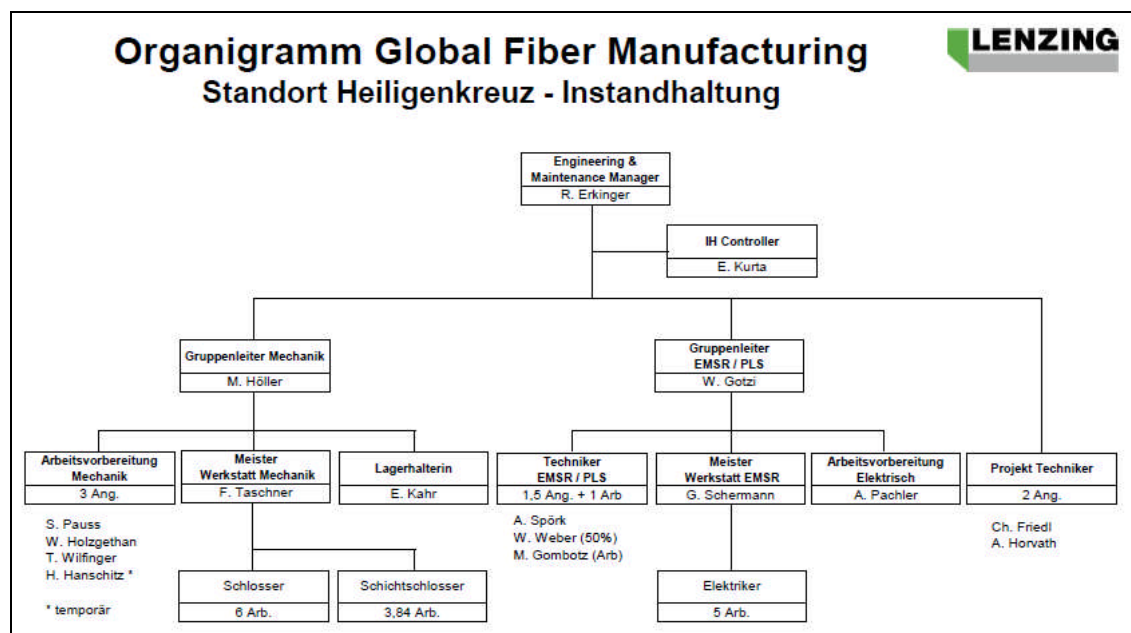 Organigramm Global Fiber Manufacturing
Standort Heiligenkreuz - Instandhaltung
LENZING
Engineering &
Maintenance Manager
R. Erkinger
IH Controller
E. Kurta
Gruppenleiter Mechanik
M. Höller
Gruppenleiter
EMSR / PLS
W. Gotzi
Arbeitsvorbereitung
Mechanik
3 Ang.
S. Pauss
W. Holzgethan
T. Wilfinger
H. Hanschitz *
* temporär
Meister
Werkstatt Mechanik
F. Taschner
Lagerhalterin
E. Kahr
Schlosser
6 Arb.
Schichtschlosser
3,84 Arb.
Techniker
EMSR / PLS
1,5 Ang. + 1 Arb
A. Spörk
W. Weber (50%)
M. Gombotz (Arb)
Meister
Werkstatt EMSR
G. Schermann
Elektriker
5 Arb.
Arbeitsvorbereitung
Elektrisch
A. Pachler
Projekt Techniker
2 Ang.
Ch. Friedl
A. Horvath